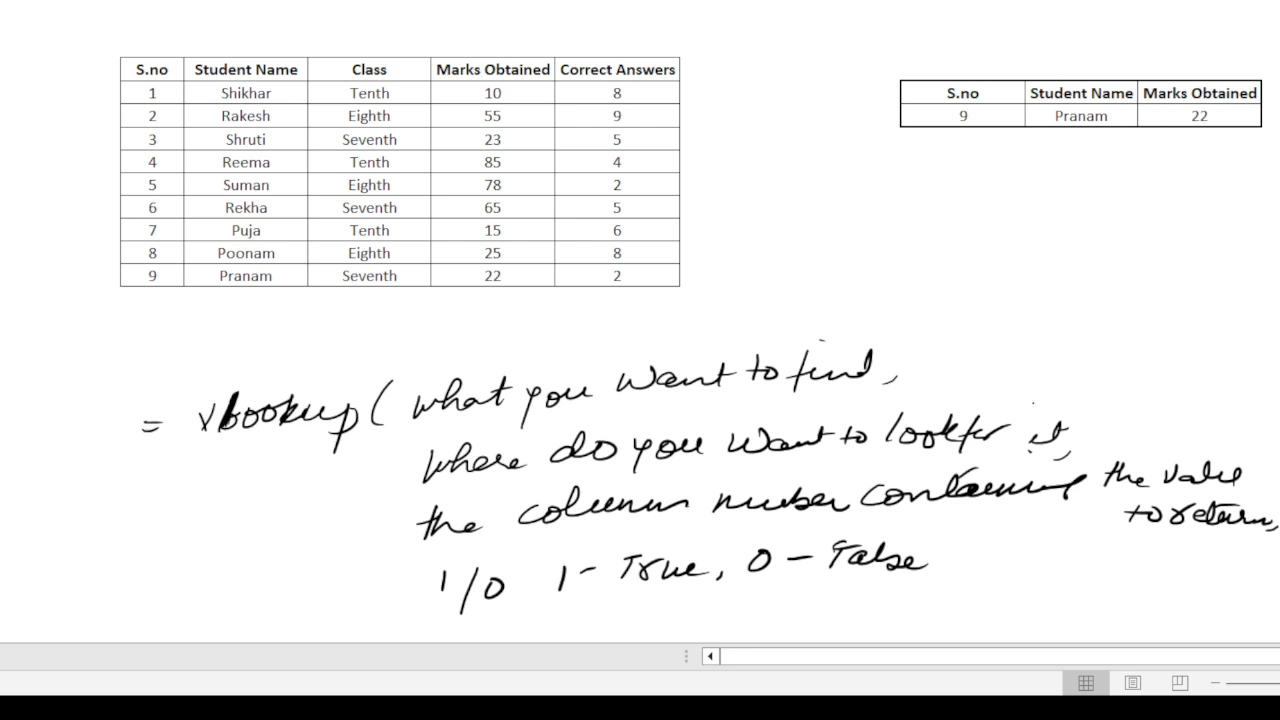 S.no Student Name Class Marks Obtained Correct Answers
1 Shikhar Tenth 10 8
2 Rakesh Eighth 55 9
3 Shruti Seventh 23 5
4 Reema Tenth 85 4
5 Suman Eighth 78 2
6 Rekha Seventh 65 5
7 Puja Tenth 15 6
8 Poonam Eighth 25 8
9 Pranam Seventh 22 2
S.no Student Name Marks Obtained
9 Pranam 22
= vlookup ( what you want to find,
where do you want to look for it,
the column number containing the value
to return,
1/0 1 - True, 0 - False